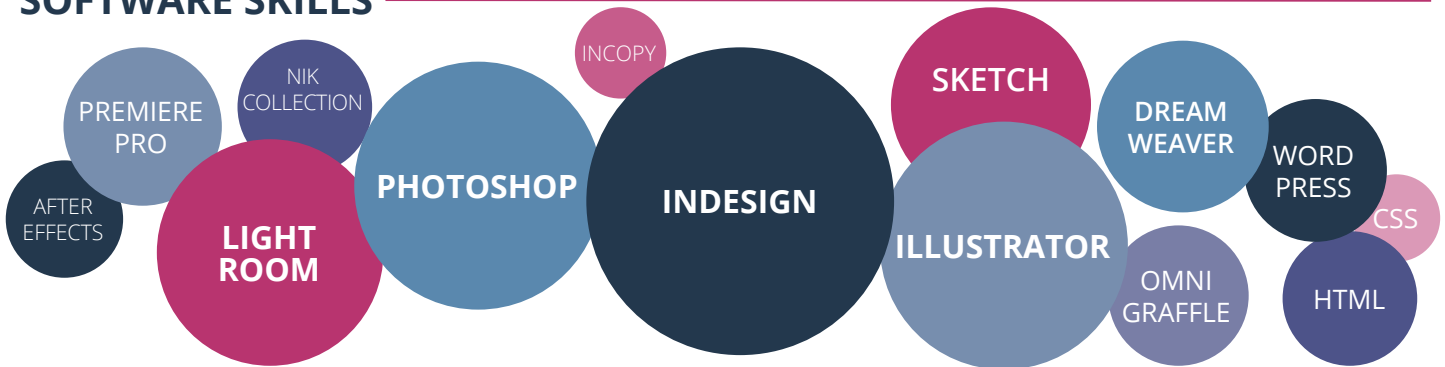 SOFTWARE SKILLS
AFTER
EFFECTS
PREMIERE
PRO
NIK
COLLECTION
LIGHT
ROOM
PHOTOSHOP
INCOPY
INDESIGN
SKETCH
ILLUSTRATOR
DREAM
WEAVER
OMNI
GRAFFLE
WORD
PRESS
CSS
HTML